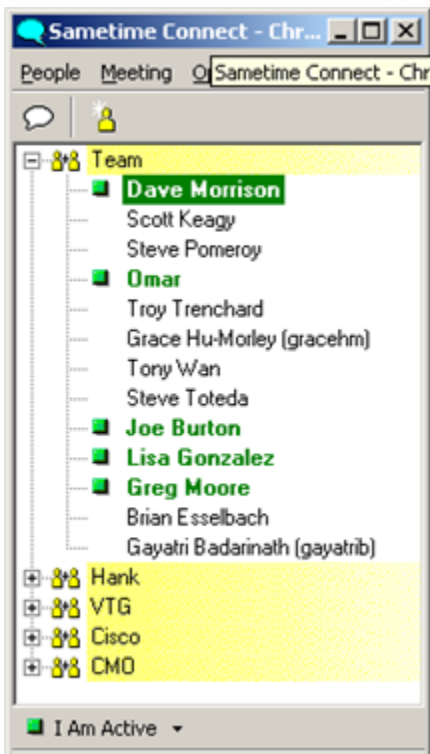 Sametime Connect - Chr...
People Meeting O Sametime Connect - Chr
Team
Dave Morrison
Scott Keagy
Steve Pomeroy
Omar
Troy Trenchard
Grace Hu-Morley (gracehm)
Tony Wan
Steve Toteda
Joe Burton
Lisa Gonzalez
Greg Moore
Brian Esselbach
Gayatri Badarinath (gayatrib)
Hank
VTG
Cisco
CMO
I Am Active